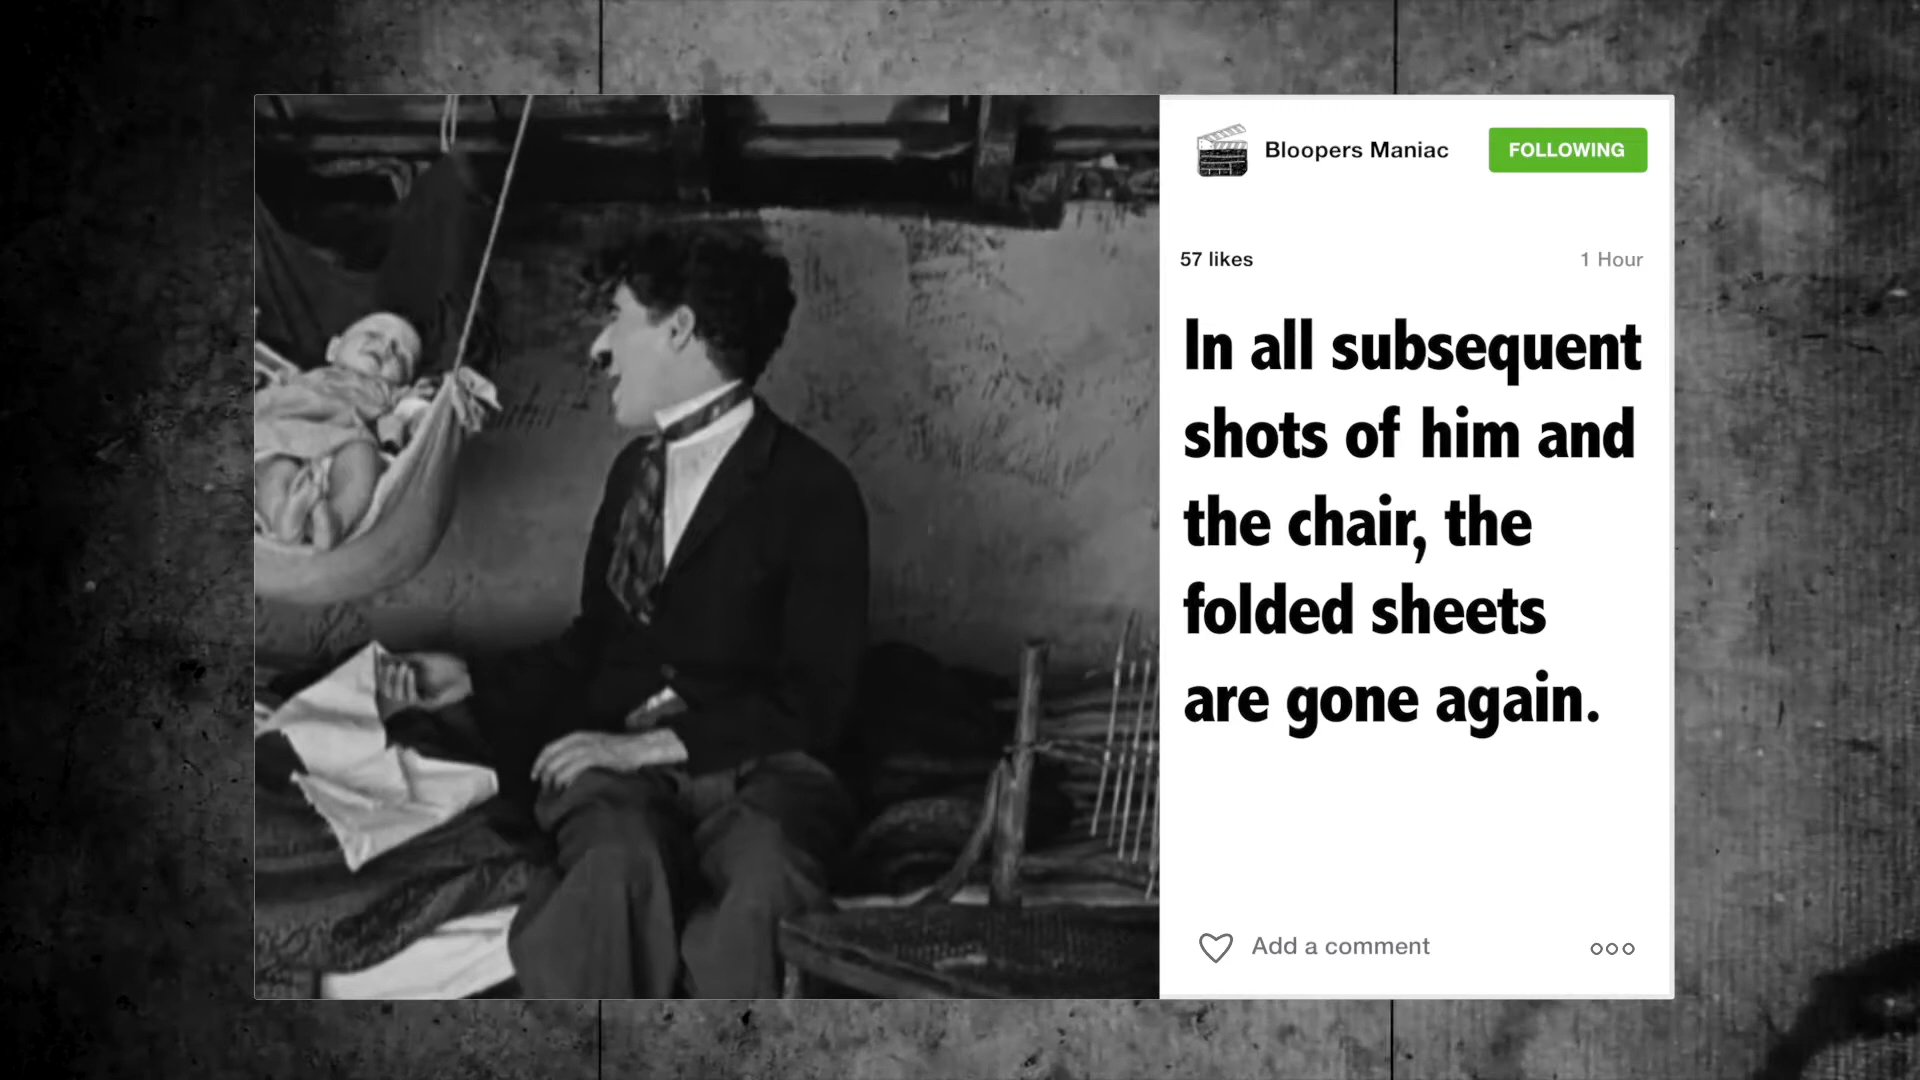 Bloopers Maniac
FOLLOWING
57 likes
1 Hour
In all subsequent
shots of him and
the chair, the
folded sheets
are gone again.
Add a comment